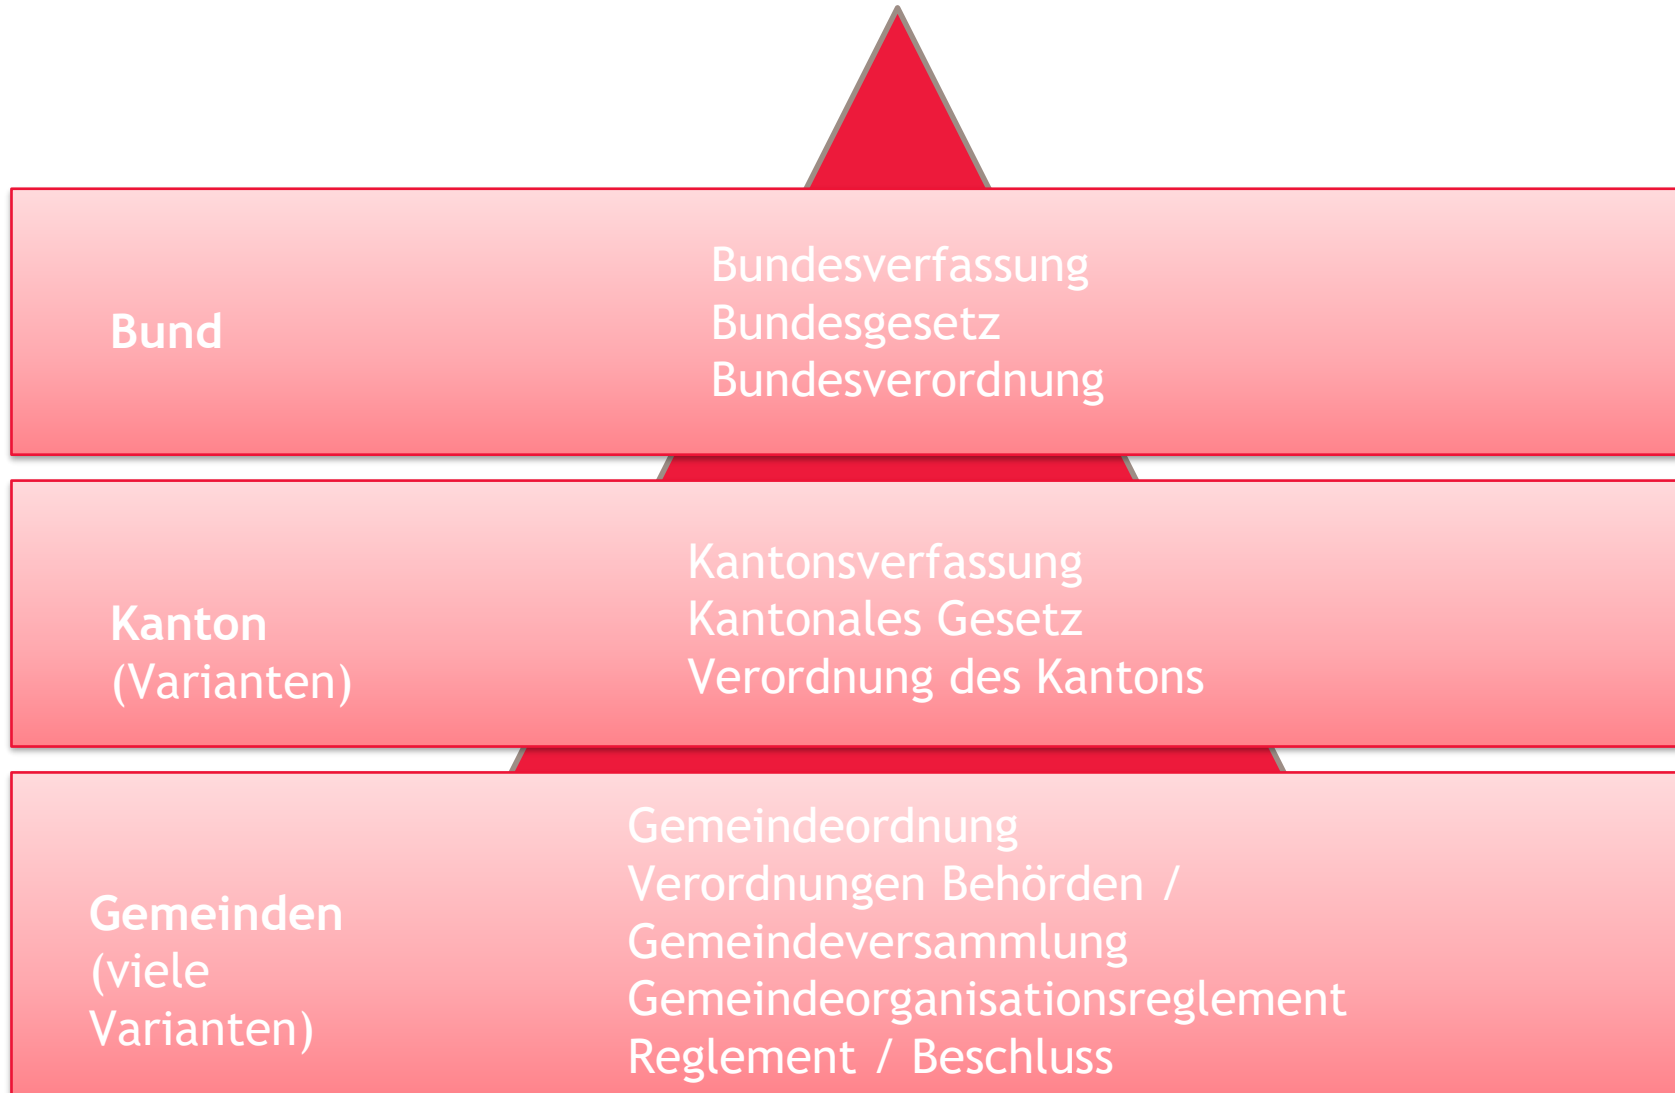 Bund
Bundesverfassung
Bundesgesetz
Bundesverordnung
Kanton
(Varianten)
Kantonsverfassung
Kantonales Gesetz
Verordnung des Kantons
Gemeinden
(viele
Varianten)
Gemeindeordnung
Verordnungen Behörden /
Gemeindeversammlung
Gemeindeorganisationsreglement
Reglement / Beschluss